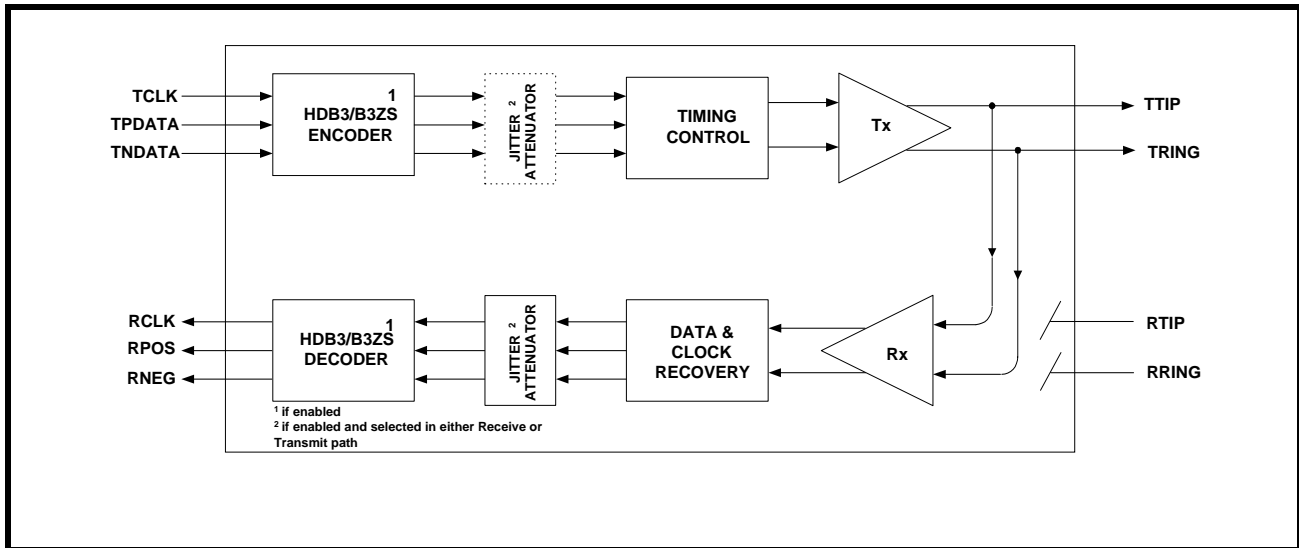 TCLK
TPDATA
TNDATA
1
HDB3/B3ZS
ENCODER
JITTER 2
ATTENUATOR
TIMING
CONTROL
Tx
TTIP
TRING
RCLK
RPOS
RNEG
1
HDB3/B3ZS
DECODER
JITTER 2
ATTENUATOR
DATA &
CLOCK
RECOVERY
Rx
RTIP
RRING
1 if enabled
2 if enabled and selected in either Receive or
Transmit path